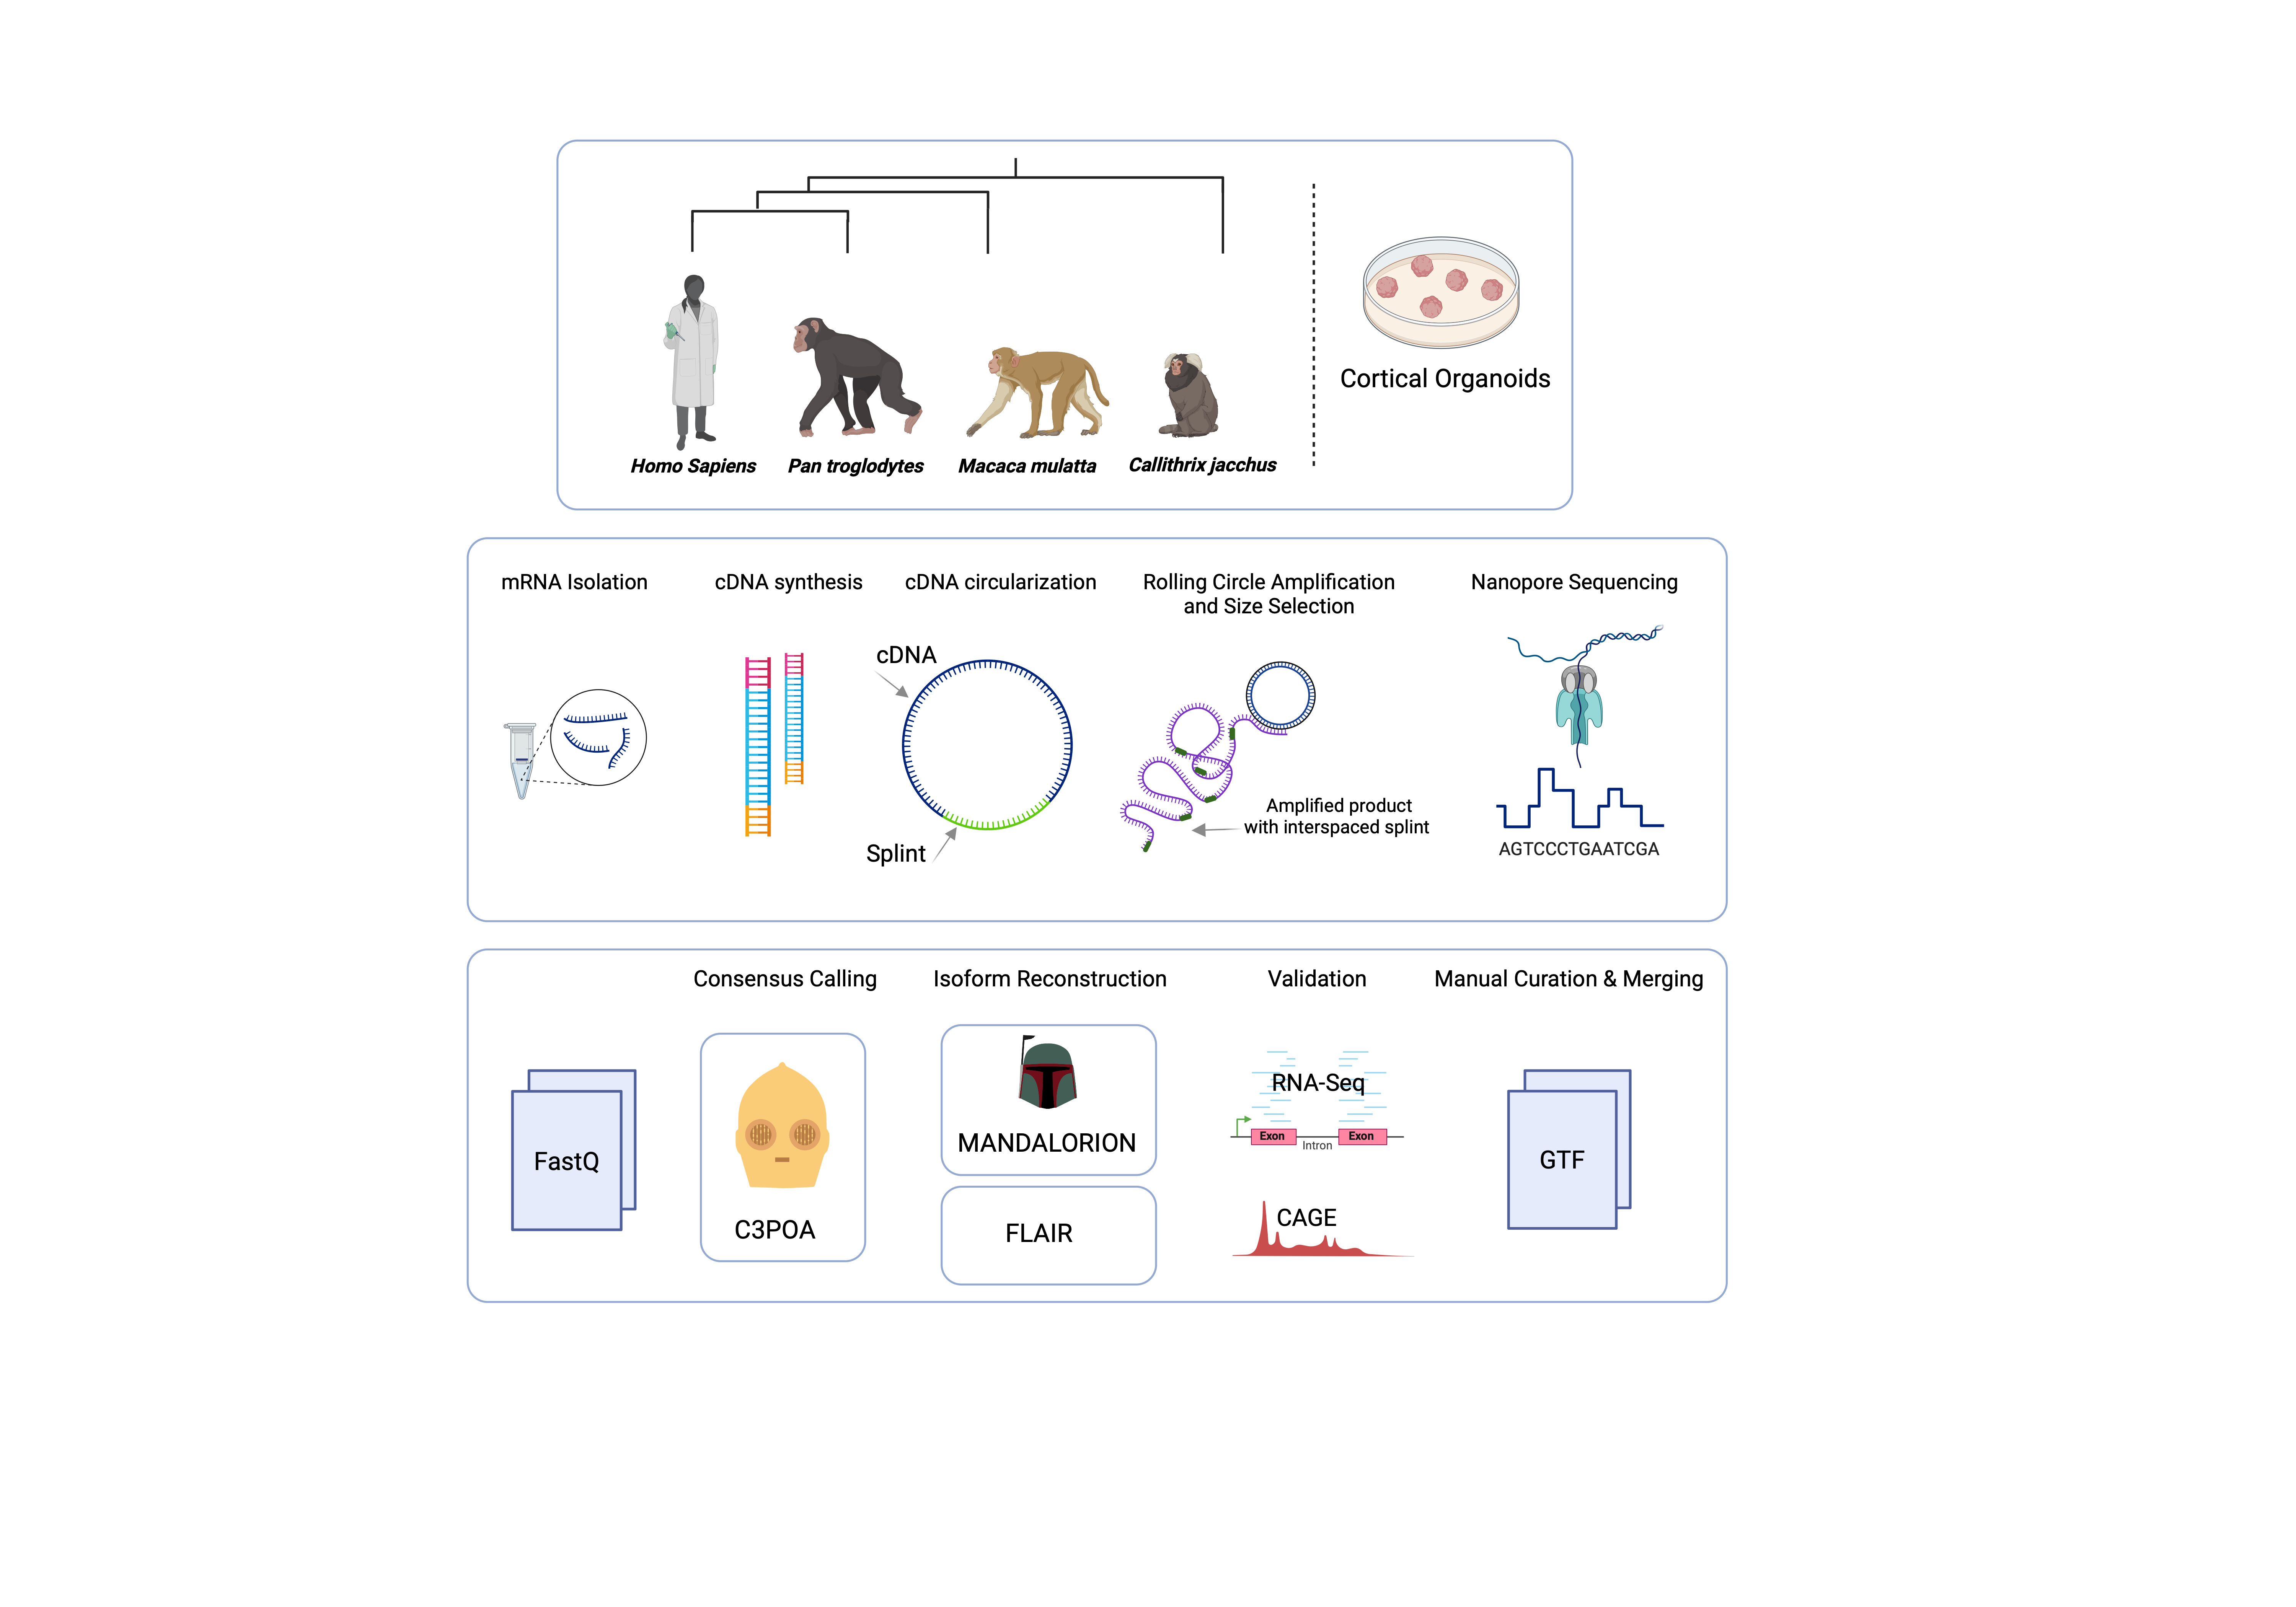 Homo Sapiens
Pan troglodytes
Macaca mulatta
Callithrix jacchus
Cortical Organoids
mRNA Isolation
cDNA synthesis
cDNA circularization
Rolling Circle Amplification
and Size Selection
Nanopore Sequencing
cDNA
Splint
Amplified product
with interspaced splint
AGTCCCTGAATCGA
Consensus Calling
Isoform Reconstruction
Validation
Manual Curation & Merging
FastQ
C3POA
MANDALORION
FLAIR
RNA-Seq
Exon
Intron
Exon
CAGE
GTF